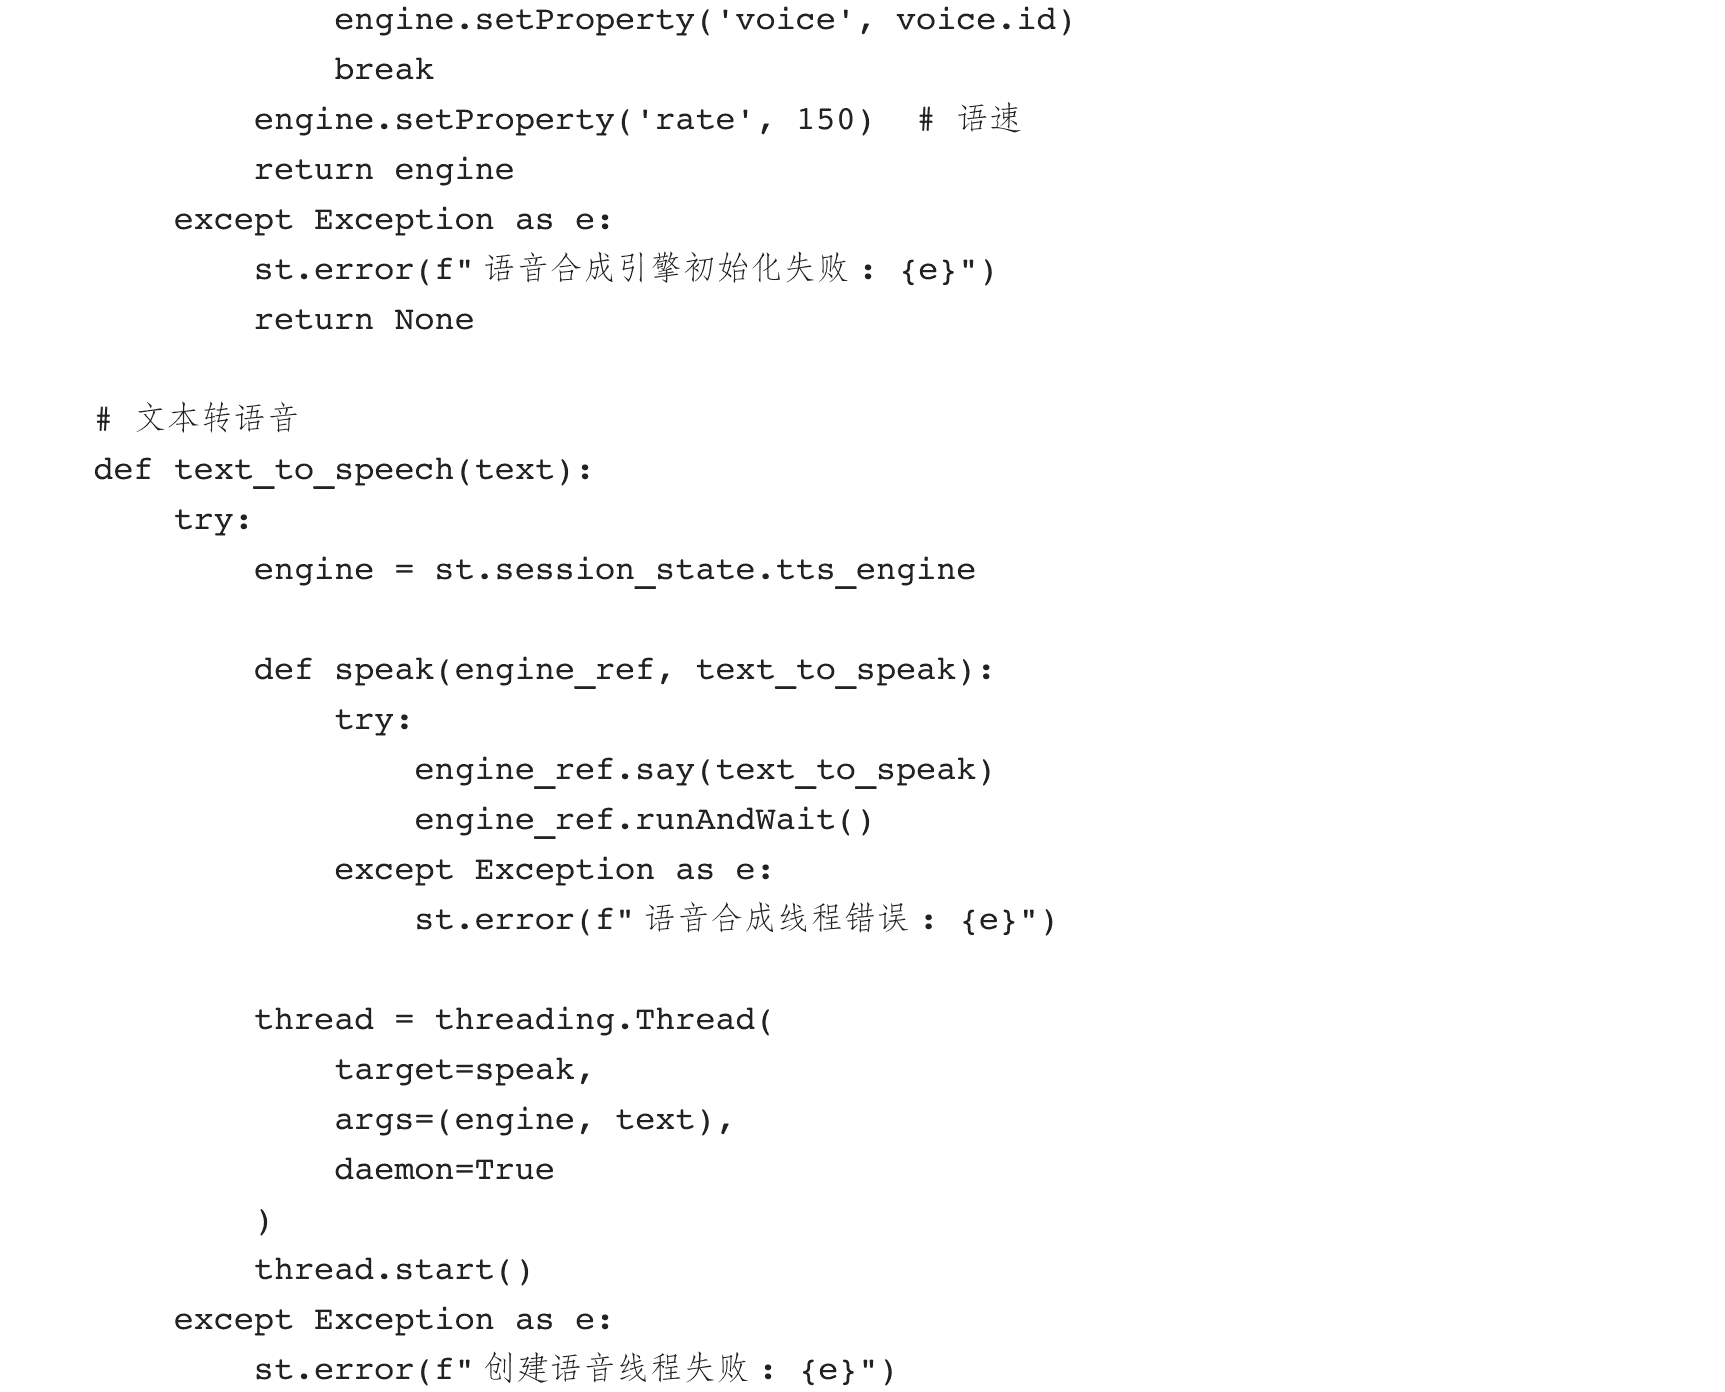 engine.setProperty('voice', voice.id)
                break
        engine.setProperty('rate', 150)  # 语速
        return engine
    except Exception as e:
        st.error(f"语音合成引擎初始化失败: {e}")
        return None

# 文本转语音
def text_to_speech(text):
    try:
        engine = st.session_state.tts_engine

        def speak(engine_ref, text_to_speak):
            try:
                engine_ref.say(text_to_speak)
                engine_ref.runAndWait()
            except Exception as e:
                st.error(f"语音合成线程错误: {e}")

        thread = threading.Thread(
            target=speak,
            args=(engine, text),
            daemon=True
        )
        thread.start()
    except Exception as e:
        st.error(f"创建语音线程失败: {e}")